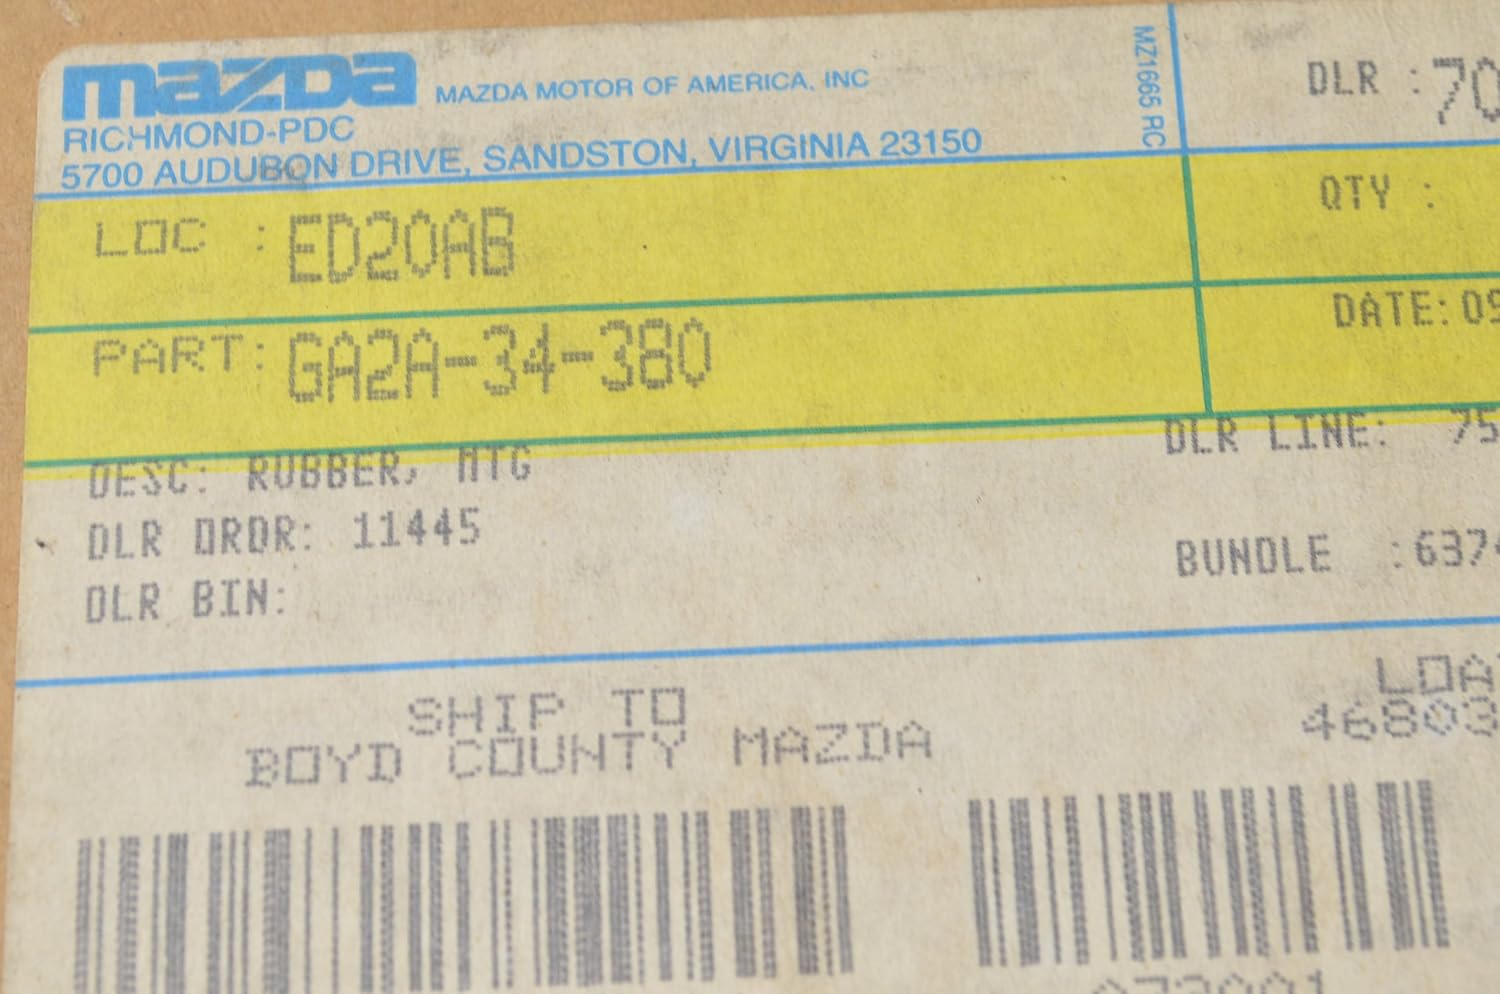 mazda MAZDA MOTOR OF AMERICA, INC
RICHMOND-PDC
5700 AUDUBON DRIVE, SANDSTON, VIRGINIA 23150
MZ1665 RC
DLR : 70
LOC : ED20AB
QTY :
PART: GA2A-34-380
DATE: 09
DESC: RUBBER, MTG
DLR LINE: 75
DLR ORDR: 11445
BUNDLE : 637
DLR BIN:
SHIP TO
BOYD COUNTY MAZDA
LOA
46803